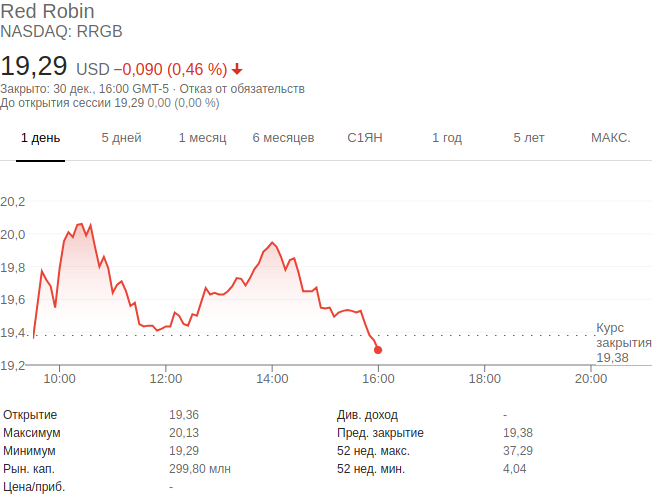 Red Robin
NASDAQ: RRGB
19,29 USD −0,090 (0,46 %)
Закрыто: 30 дек., 16:00 GMT-5 · Отказ от обязательств
До открытия сессии 19,29 0,00 (0,00 %)
1 день 5 дней 1 месяц 6 месяцев С1ЯН 1 год 5 лет МАКС.
20,2
20,0
19,8
19,6
19,4
Курс
закрытия
19,38
19,2
10:00 12:00 14:00 16:00 18:00 20:00
Открытие 19,36 Див. доход -
Максимум 20,13 Пред. закрытие 19,38
Минимум 19,29 52 нед. макс. 37,29
Рын. кап. 299,80 млн 52 нед. мин. 4,04
Цена/приб. -